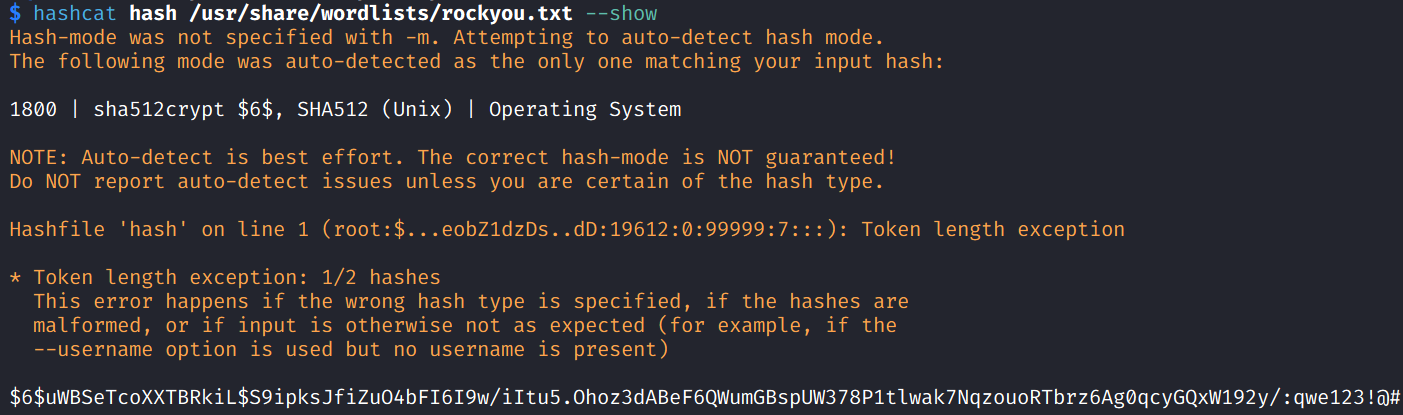 $ hashcat hash /usr/share/wordlists/rockyou.txt --show
Hash-mode was not specified with -m. Attempting to auto-detect hash mode.
The following mode was auto-detected as the only one matching your input hash:
1800 | sha512crypt $6$, SHA512 (Unix) | Operating System
NOTE: Auto-detect is best effort. The correct hash-mode is NOT guaranteed!
Do NOT report auto-detect issues unless you are certain of the hash type.
Hashfile 'hash' on line 1 (root:$...eobZ1dzDs..dD:19612:0:99999:7:::): Token length exception
* Token length exception: 1/2 hashes
This error happens if the wrong hash type is specified, if the hashes are
malformed, or if input is otherwise not as expected (for example, if the
--username option is used but no username is present)
$6$uWBSeTcoXXTBRkiL$S9ipksJfiZuO4bFI6I9w/iItu5.Ohoz3dABeF6QWumGBspUW378P1tlwak7NqzouoRTbrz6Ag0qcyGQxW192y/:qwe123!@#